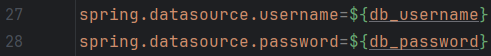 27 spring.datasource.username=${db_username}
28 spring.datasource.password=${db_password}